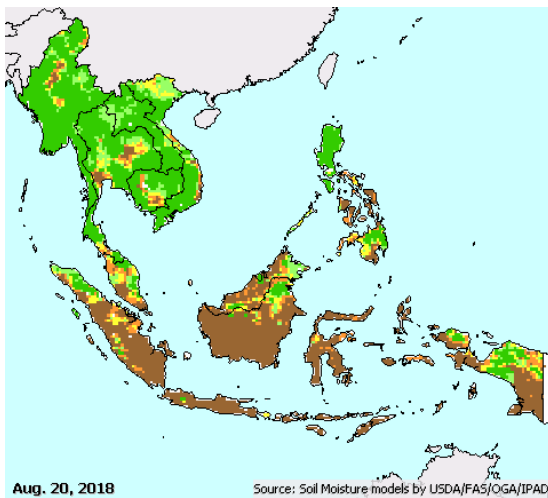 Aug. 20, 2018
Source: Soil Moisture models by USDA/FAS/OGA/IPAD